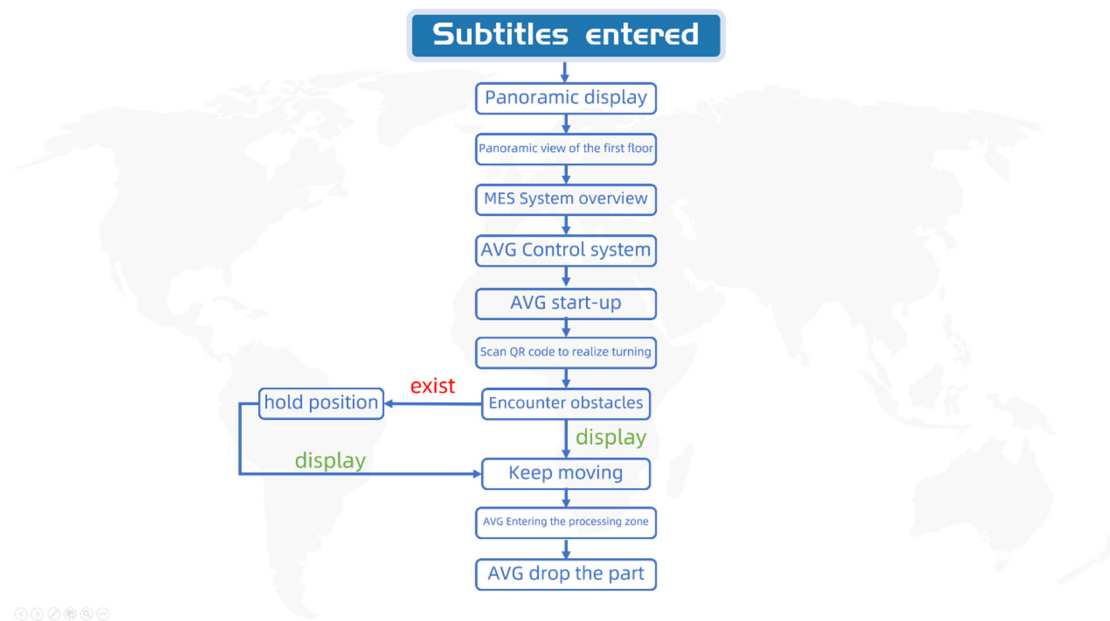 Subtitles entered
Panoramic display
Panoramic view of the first floor
MES System overview
AVG Control system
AVG start-up
Scan QR code to realize turning
exist
hold position
Encounter obstacles
display
display
Keep moving
AVG Entering the processing zone
AVG drop the part